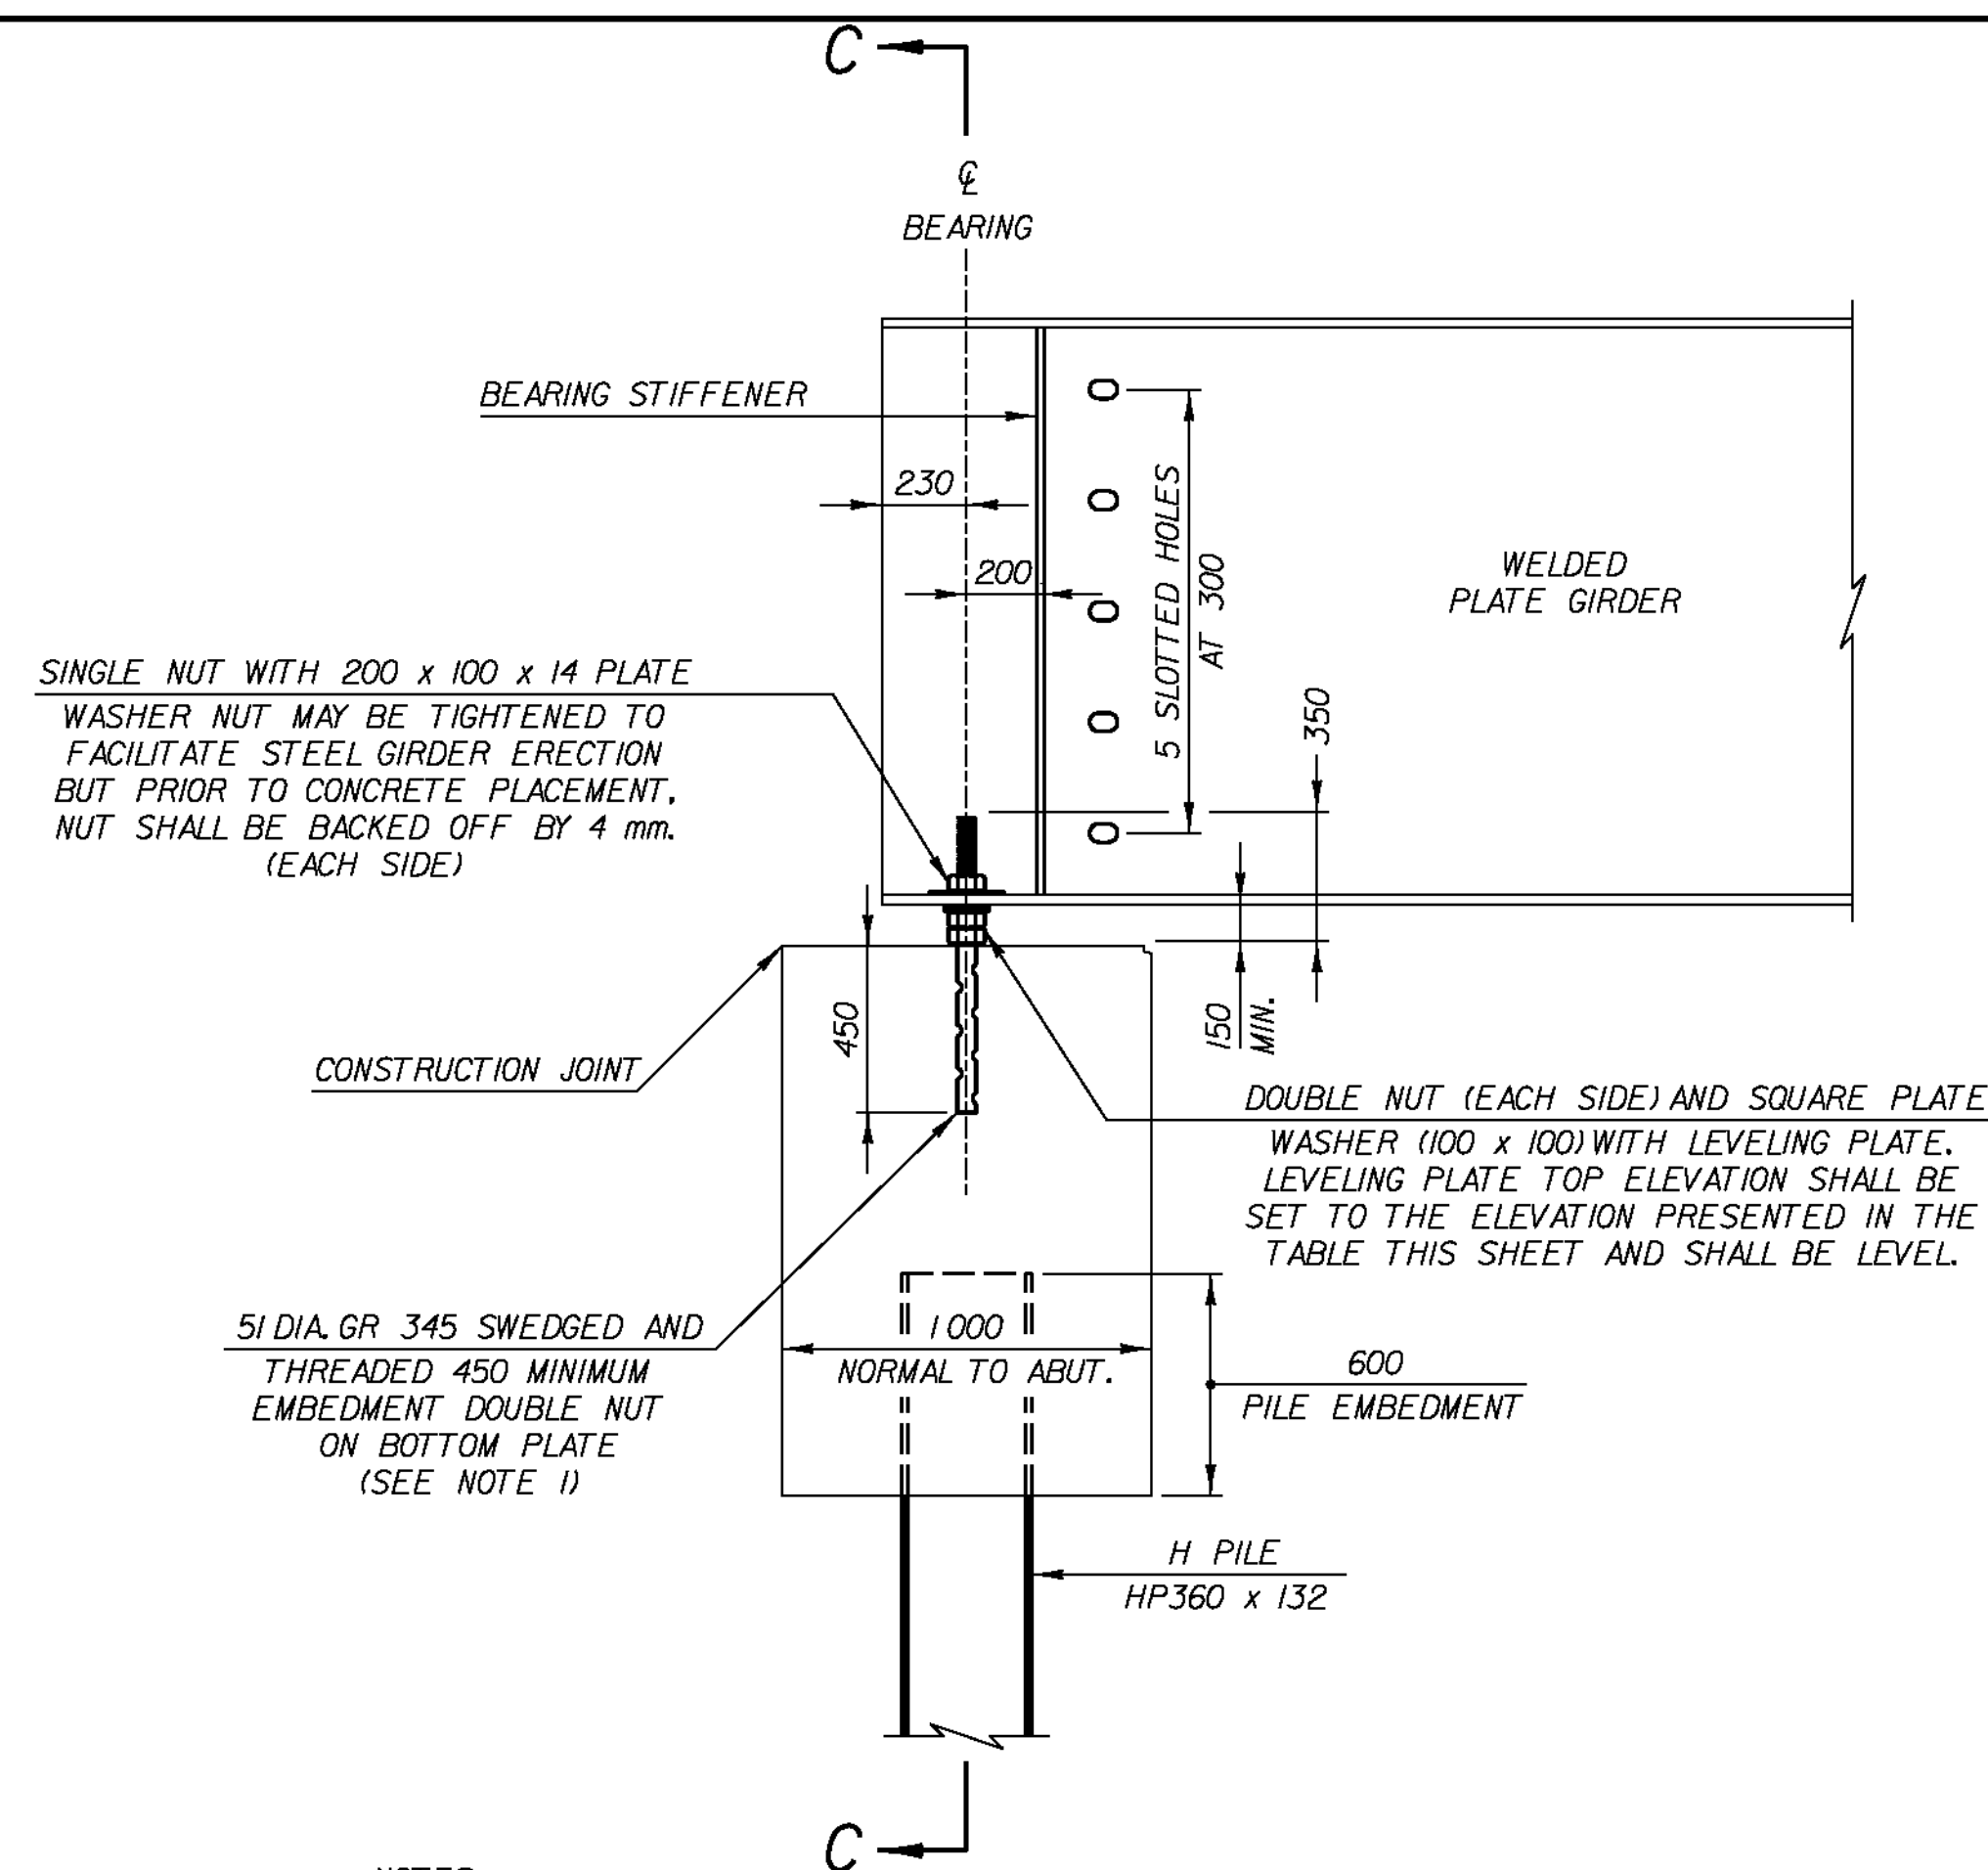 C
℄
BEARING
BEARING STIFFENER
230
200
5 SLOTTED HOLES
AT 300
WELDED
PLATE GIRDER
350
SINGLE NUT WITH 200 x 100 x 14 PLATE
WASHER NUT MAY BE TIGHTENED TO
FACILITATE STEEL GIRDER ERECTION
BUT PRIOR TO CONCRETE PLACEMENT,
NUT SHALL BE BACKED OFF BY 4 mm.
(EACH SIDE)
450
150
MIN.
CONSTRUCTION JOINT
DOUBLE NUT (EACH SIDE) AND SQUARE PLATE
WASHER (100 x 100) WITH LEVELING PLATE.
LEVELING PLATE TOP ELEVATION SHALL BE
SET TO THE ELEVATION PRESENTED IN THE
TABLE THIS SHEET AND SHALL BE LEVEL.
51 DIA. GR 345 SWEDGED AND
THREADED 450 MINIMUM
EMBEDMENT DOUBLE NUT
ON BOTTOM PLATE
(SEE NOTE 1)
1 000
NORMAL TO ABUT.
600
PILE EMBEDMENT
H PILE
HP360 x 132
C